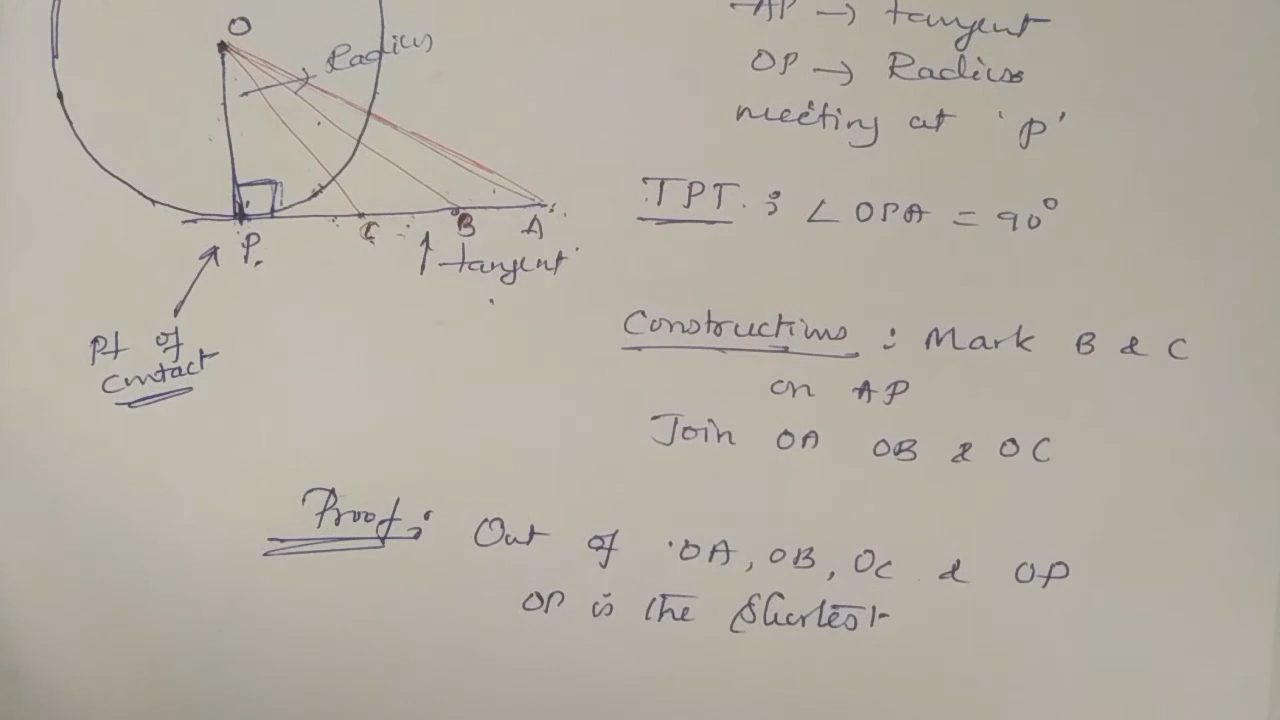 AP → tangent
OP → Radius
meeting at 'P'
TPT : ∠ OPA = 90°
Constructions : Mark B & C
on AP
Join OA OB & OC
Proof : Out of OA, OB, OC & OP
OP is the Shortest
O
Radius
P.
C
B
A
tangent
Pt of
Contact